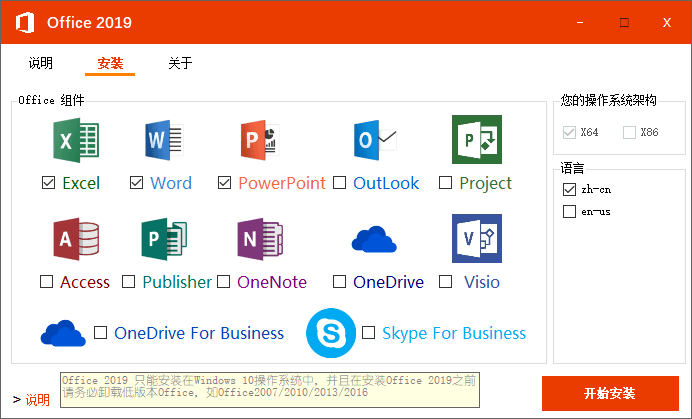 Office 2019
说明 安装 关于
Office 组件
您的操作系统架构
X64 X86
Excel Word PowerPoint OutLook Project
语言
zh-cn
en-us
Access Publisher OneNote OneDrive Visio
OneDrive For Business Skype For Business
> 说明
Office 2019 只能安装在Windows 10操作系统中，并且在安装Office 2019之前
请务必卸载低版本Office，如Office2007/2010/2013/2016
开始安装